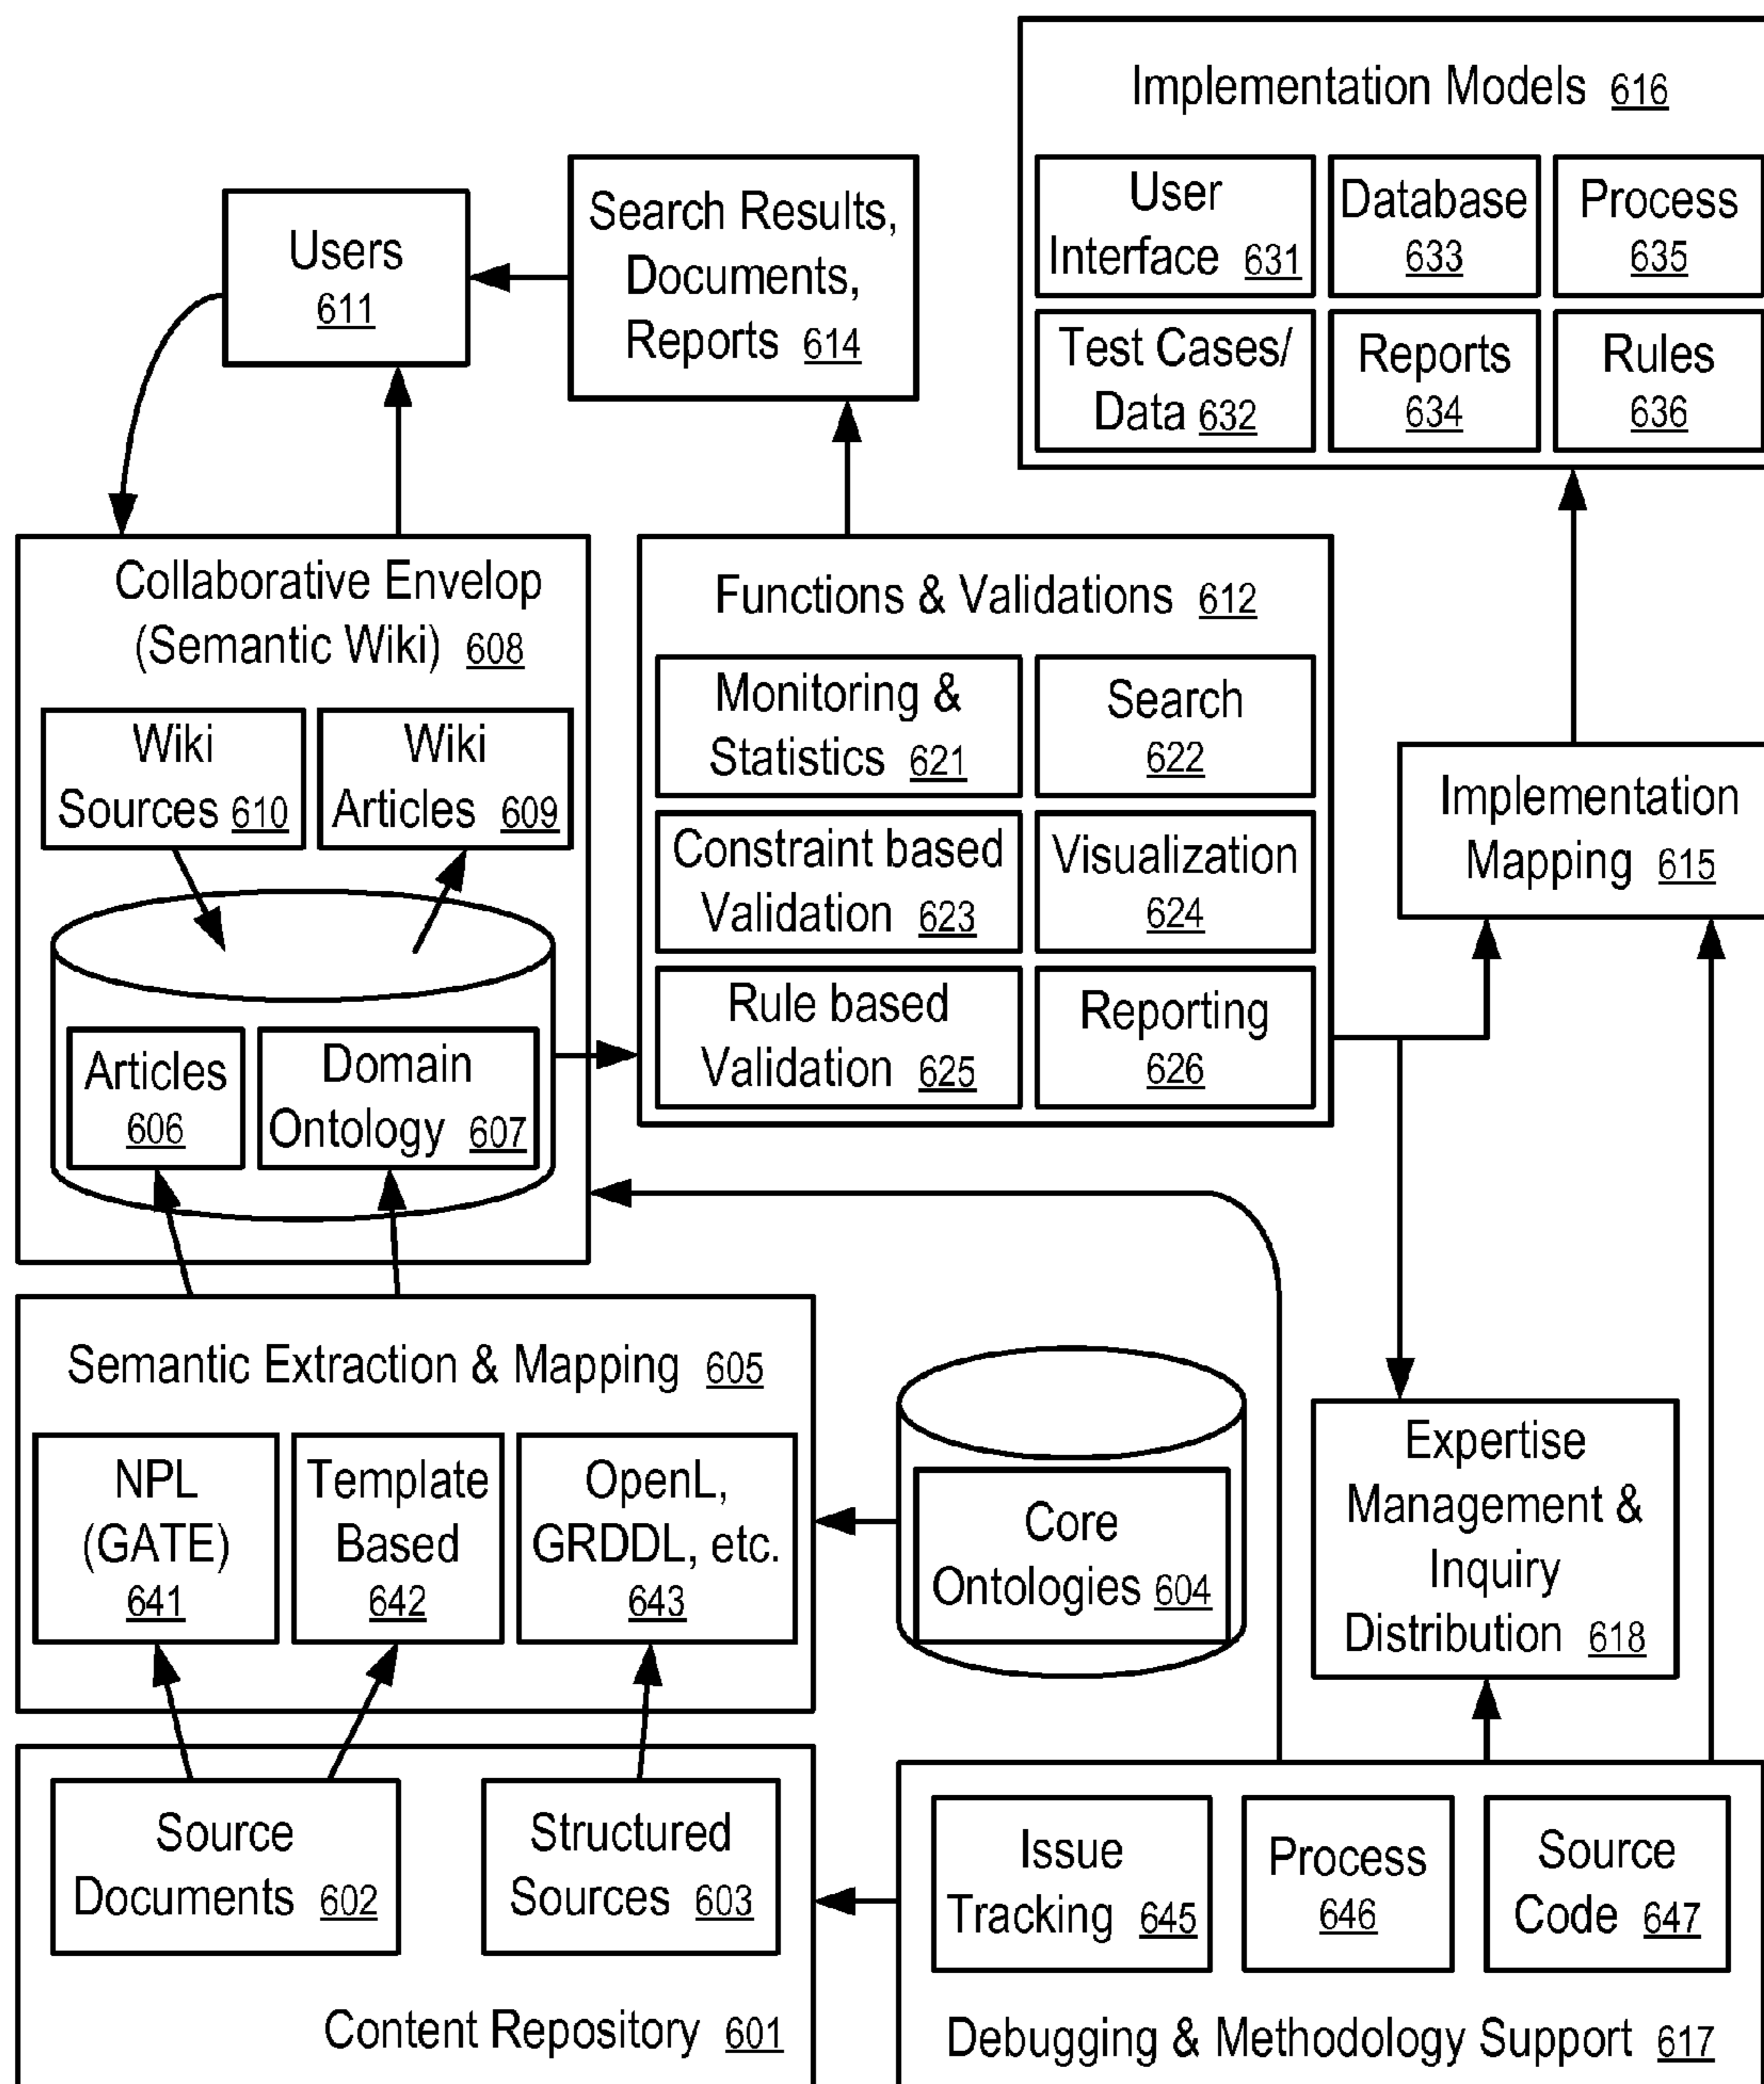 Implementation Models 616
User
Interface 631
Database
633
Process
635
Test Cases/
Data 632
Reports
634
Rules
636
Users
611
Search Results,
Documents,
Reports 614
Collaborative Envelop
(Semantic Wiki) 608
Wiki
Sources 610
Wiki
Articles 609
Articles
606
Domain
Ontology 607
Functions & Validations 612
Monitoring &
Statistics 621
Search
622
Constraint based
Validation 623
Visualization
624
Rule based
Validation 625
Reporting
626
Implementation
Mapping 615
Semantic Extraction & Mapping 605
NPL
(GATE)
641
Template
Based
642
OpenL,
GRDDL, etc.
643
Core
Ontologies 604
Expertise
Management &
Inquiry
Distribution 618
Source
Documents 602
Structured
Sources 603
Content Repository 601
Issue
Tracking 645
Process
646
Source
Code 647
Debugging & Methodology Support 617